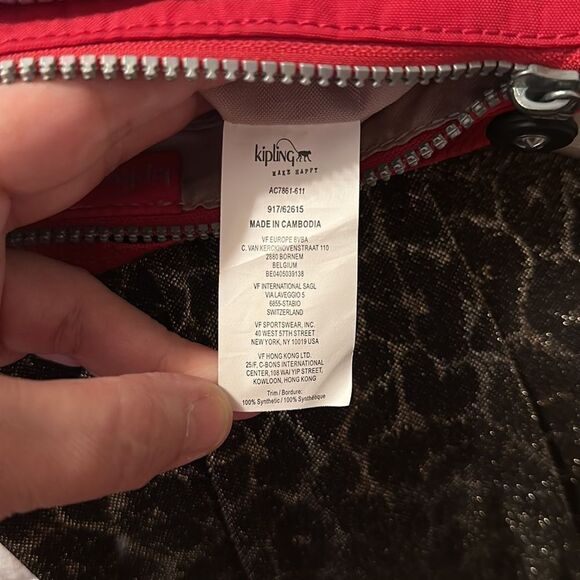 kipling
MAKE HAPPY
AC7861-611
917/62615
MADE IN CAMBODIA
VF EUROPE BVBA
C. VAN KERCKHOVENSTRAAT 110
2880 BORNEM
BELGIUM
BE0405039138
VF INTERNATIONAL SAGL
VIA LAVEGGIO 5
6855-STABIO
SWITZERLAND
VF SPORTSWEAR, INC.
40 WEST 57TH STREET
NEW YORK, NY 10019 USA
VF HONG KONG LTD.
25/F, C-BONS INTERNATIONAL
CENTER,108 WAI YIP STREET,
KOWLOON, HONG KONG
Trim / Bordure:
100% Synthetic / 100% Synthétique